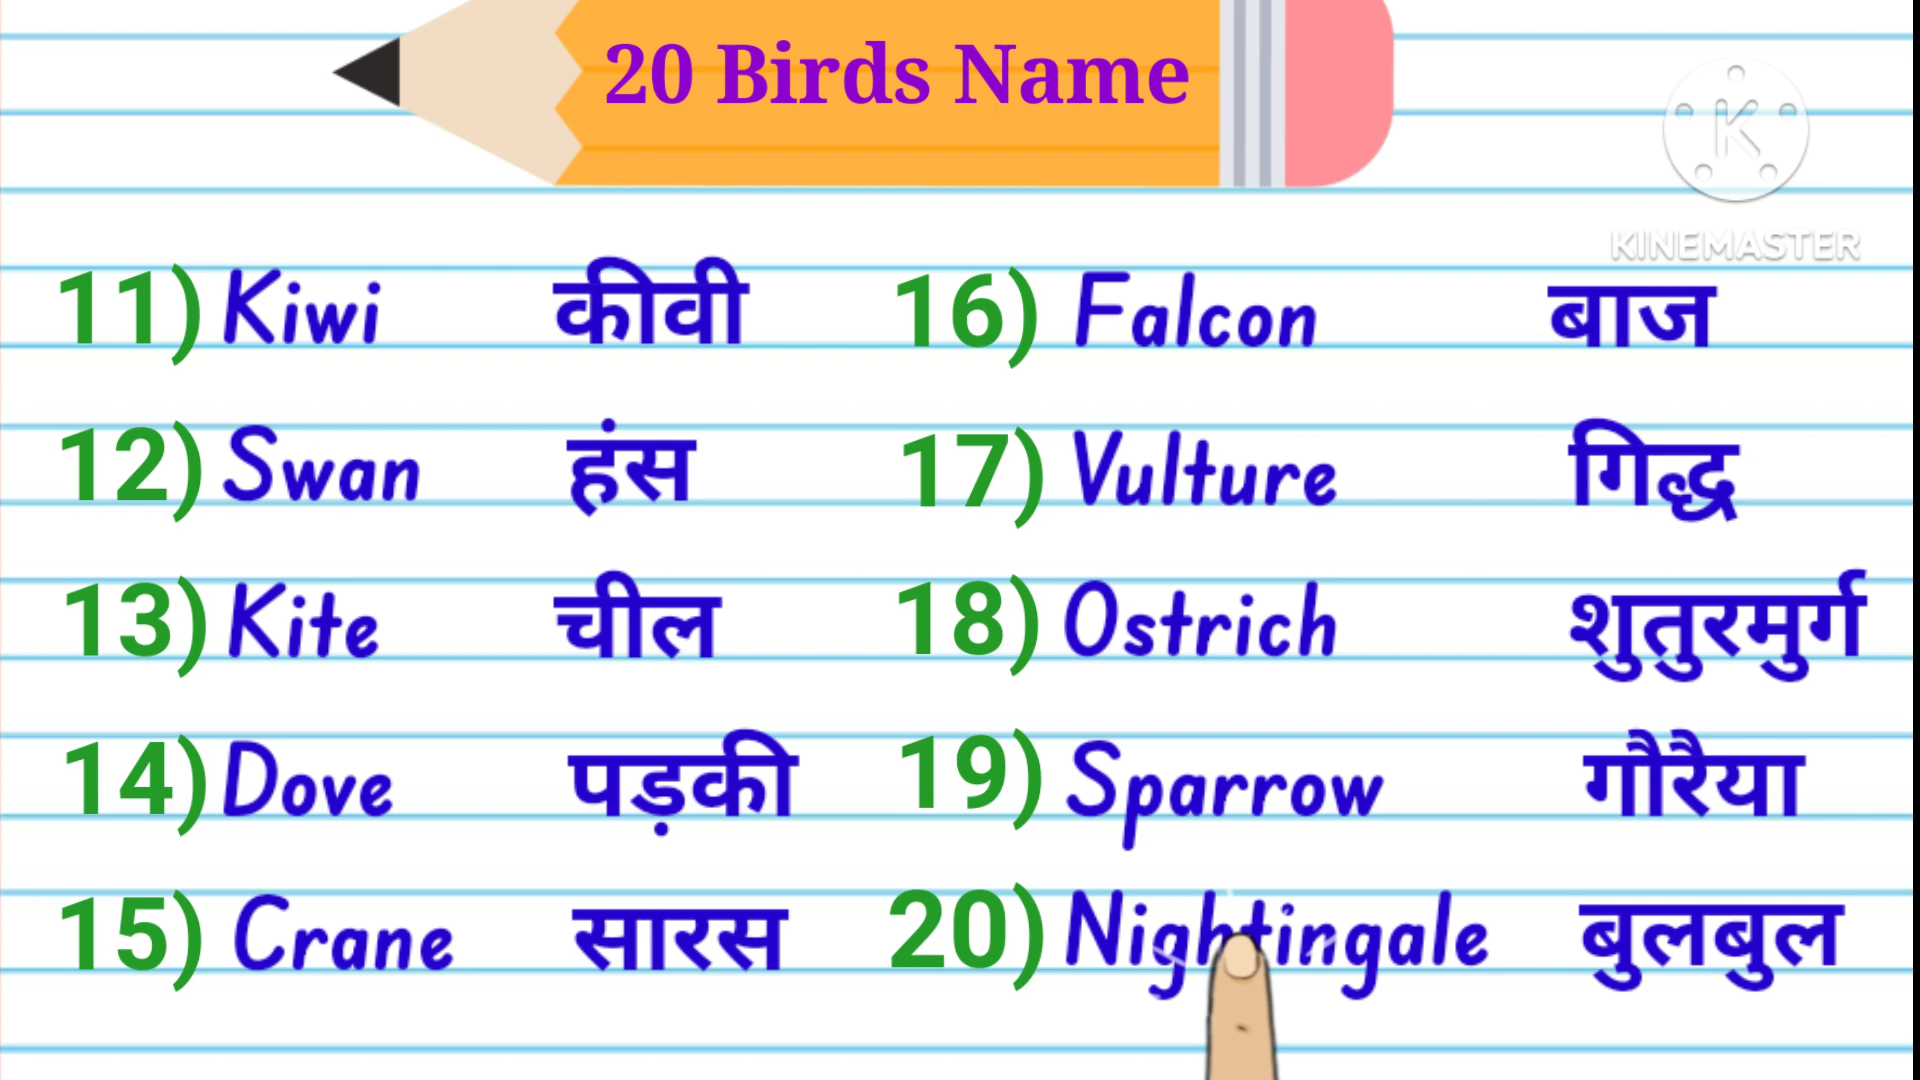 20 Birds Name
K
KINEMASTER
11) Kiwi कीवी
12) Swan हंस
13) Kite चील
14) Dove पड़की
15) Crane सारस
16) Falcon बाज
17) Vulture गिद्ध
18) Ostrich शुतुरमुर्ग
19) Sparrow गौरैया
20) Nightingale बुलबुल